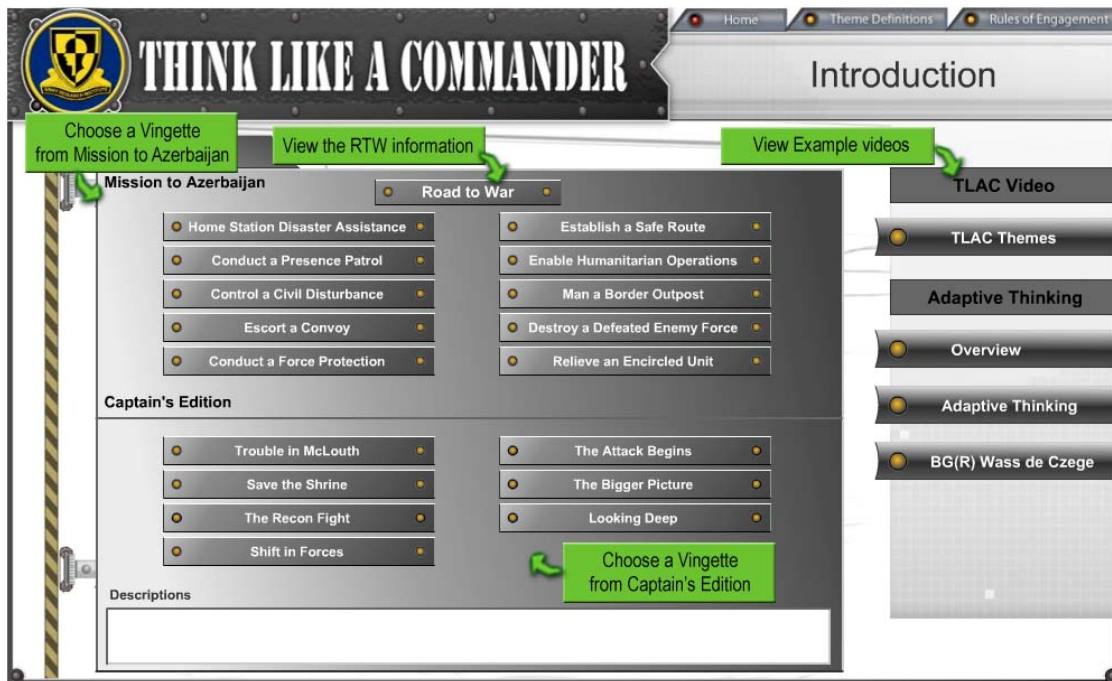 THINK LIKE A COMMANDER
Home
Theme Definitions
Rules of Engagement
Introduction
Choose a Vingette
from Mission to Azerbaijan
View the RTW information
View Example videos
Mission to Azerbaijan
Road to War
Home Station Disaster Assistance
Establish a Safe Route
Conduct a Presence Patrol
Enable Humanitarian Operations
Control a Civil Disturbance
Man a Border Outpost
Escort a Convoy
Destroy a Defeated Enemy Force
Conduct a Force Protection
Relieve an Encircled Unit
Captain's Edition
Trouble in McLouth
The Attack Begins
Save the Shrine
The Bigger Picture
The Recon Fight
Looking Deep
Shift in Forces
Choose a Vingette
from Captain's Edition
Descriptions
TLAC Video
TLAC Themes
Adaptive Thinking
Overview
Adaptive Thinking
BG(R) Wass de Czege